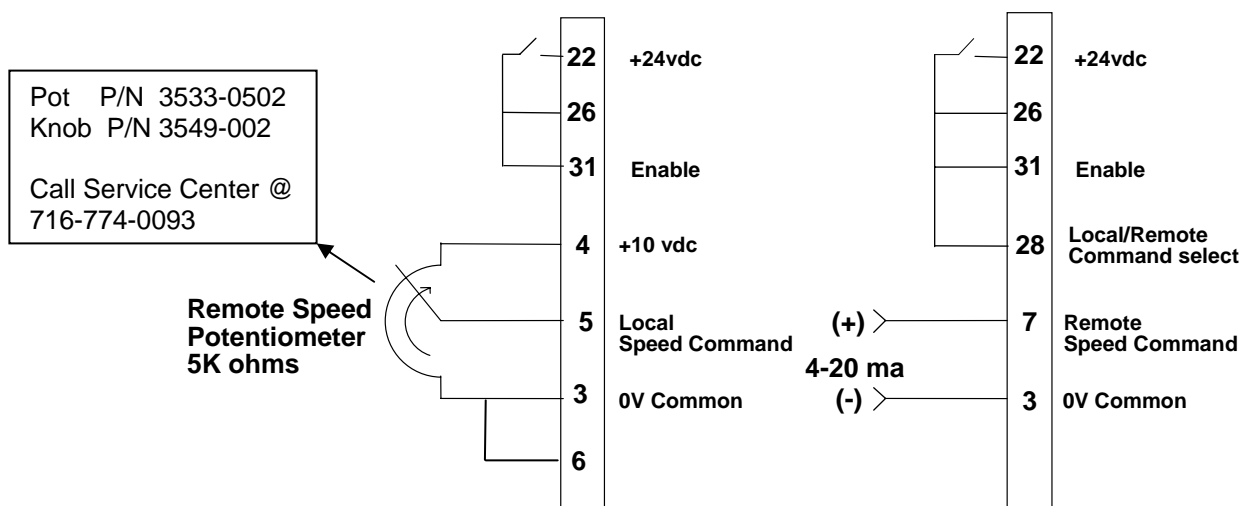 Pot P/N 3533-0502
Knob P/N 3549-002
Call Service Center @
716-774-0093
22 +24vdc
26
31 Enable
4 +10 vdc
Remote Speed
Potentiometer
5K ohms
5 Local
Speed Command
3 0V Common
6
22 +24vdc
26
31 Enable
28 Local/Remote
Command select
(+) 7 Remote
Speed Command
4-20 ma
(-) 3 0V Common